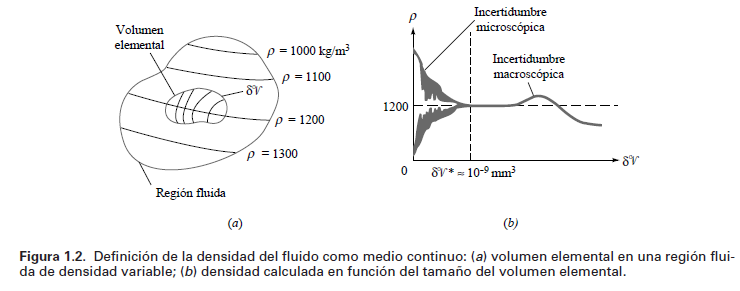 Volumen
elemental
ρ = 1000 kg/m³
ρ = 1100
δV
ρ = 1200
ρ = 1300
Región fluida
(a)
ρ
Incertidumbre
microscópica
Incertidumbre
macroscópica
1200
0
δV* ≈ 10⁻⁹ mm³
δV
(b)
Figura 1.2. Definición de la densidad del fluido como medio continuo: (a) volumen elemental en una región flui-
da de densidad variable; (b) densidad calculada en función del tamaño del volumen elemental.